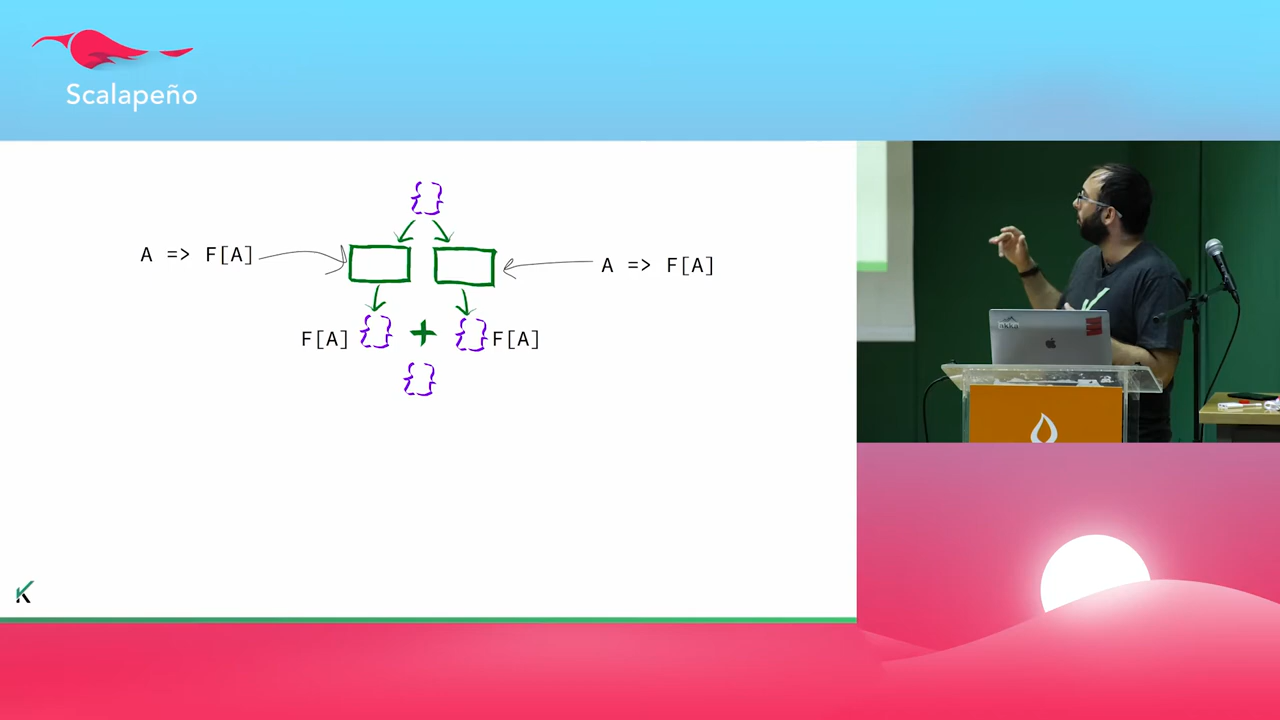 Scalapeño
{}
A => F[A]
A => F[A]
F[A] {} + {} F[A]
{}
K